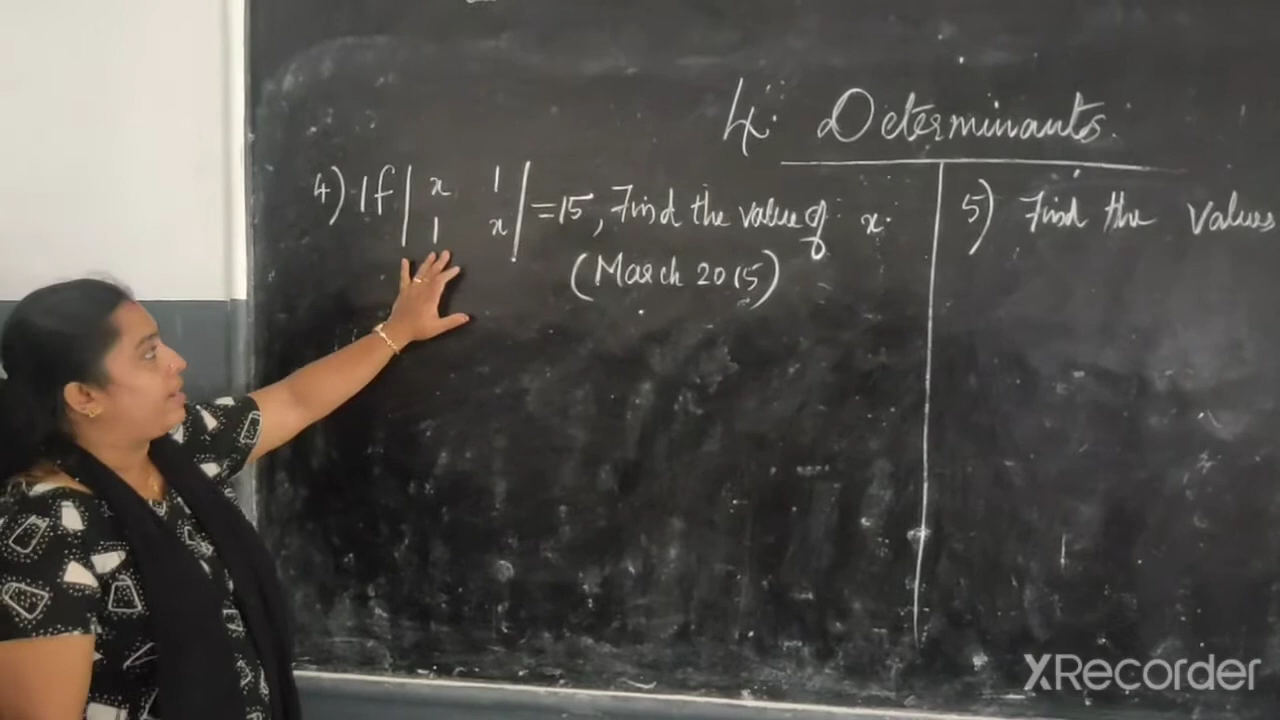 4. Determinants.
4) If | x 1 | = 15, Find the value of x.
| 1 x |
(March 2015)
5) Find the values
XRecorder